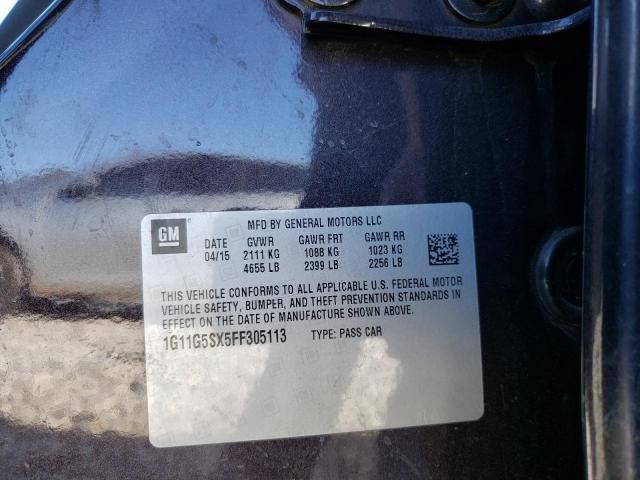 GM
MFD BY GENERAL MOTORS LLC
DATE GVWR GAWR FRT GAWR RR
04/15 2111 KG 1088 KG 1023 KG
4655 LB 2399 LB 2256 LB
THIS VEHICLE CONFORMS TO ALL APPLICABLE U.S. FEDERAL MOTOR
VEHICLE SAFETY, BUMPER, AND THEFT PREVENTION STANDARDS IN
EFFECT ON THE DATE OF MANUFACTURE SHOWN ABOVE.
1G11G5SX5FF305113 TYPE: PASS CAR